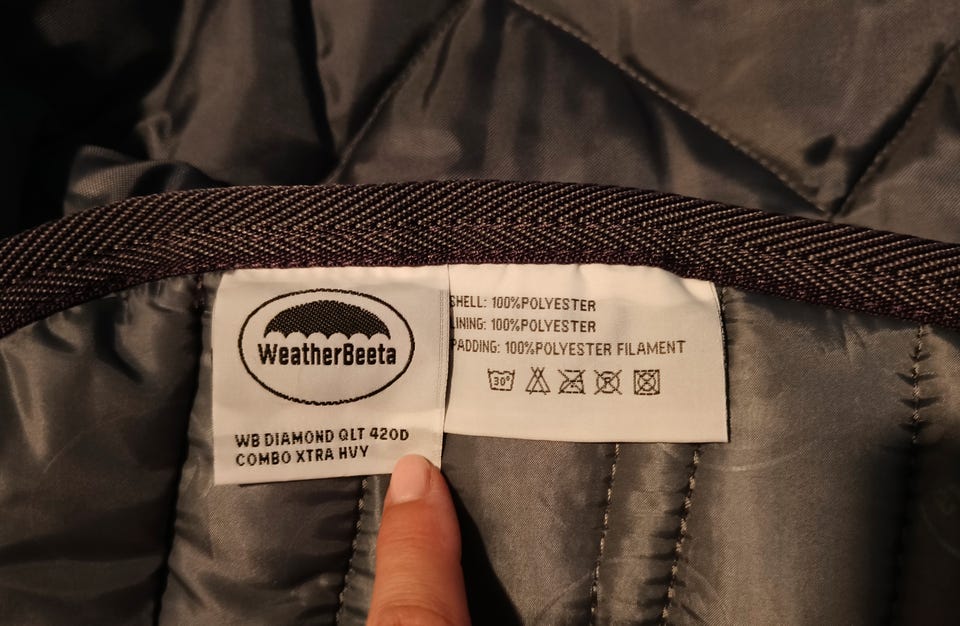 WeatherBeeta
WB DIAMOND QLT 420D
COMBO XTRA HVY
SHELL: 100%POLYESTER
LINING: 100%POLYESTER
PADDING: 100%POLYESTER FILAMENT
30°